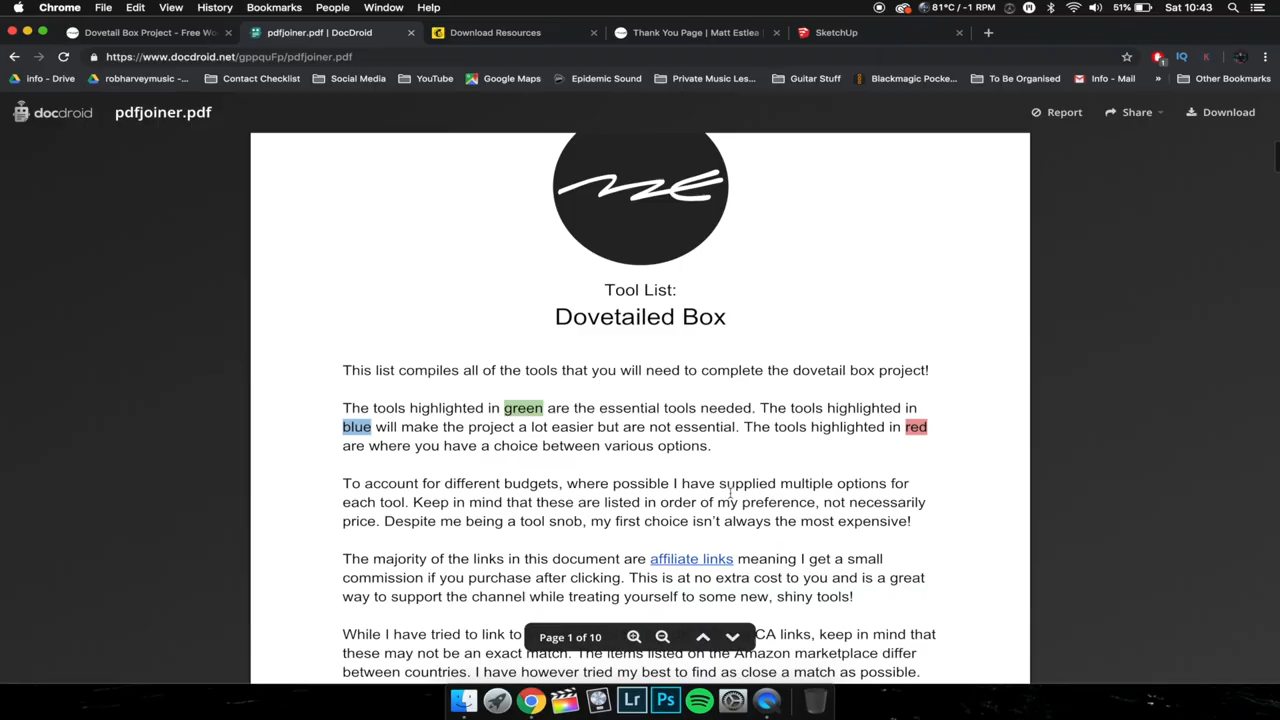 Chrome File Edit View History Bookmarks People Window Help 81°C/ -1 RPM 51% Sat 10:43
Dovetail Box Project - Free Wo pdfjoiner.pdf | DocDroid Download Resources Thank You Page | Matt Estlea SketchUp
https://www.docdroid.net/gppquFp/pdfjoiner.pdf
info - Drive robharveymusic - Contact Checklist Social Media YouTube Google Maps Epidemic Sound Private Music Les... Guitar Stuff Blackmagic Pocke... To Be Organised Info - Mail » Other Bookmarks
docdroid pdfjoiner.pdf Report Share Download
me
Tool List:
Dovetailed Box
This list compiles all of the tools that you will need to complete the dovetail box project!
The tools highlighted in green are the essential tools needed. The tools highlighted in
blue will make the project a lot easier but are not essential. The tools highlighted in red
are where you have a choice between various options.
To account for different budgets, where possible I have supplied multiple options for
each tool. Keep in mind that these are listed in order of my preference, not necessarily
price. Despite me being a tool snob, my first choice isn't always the most expensive!
The majority of the links in this document are affiliate links meaning I get a small
commission if you purchase after clicking. This is at no extra cost to you and is a great
way to support the channel while treating yourself to some new, shiny tools!
While I have tried to link to CA links, keep in mind that
Page 1 of 10
these may not be an exact match. The items listed on the Amazon marketplace differ
between countries. I have however tried my best to find as close a match as possible.
Lr Ps